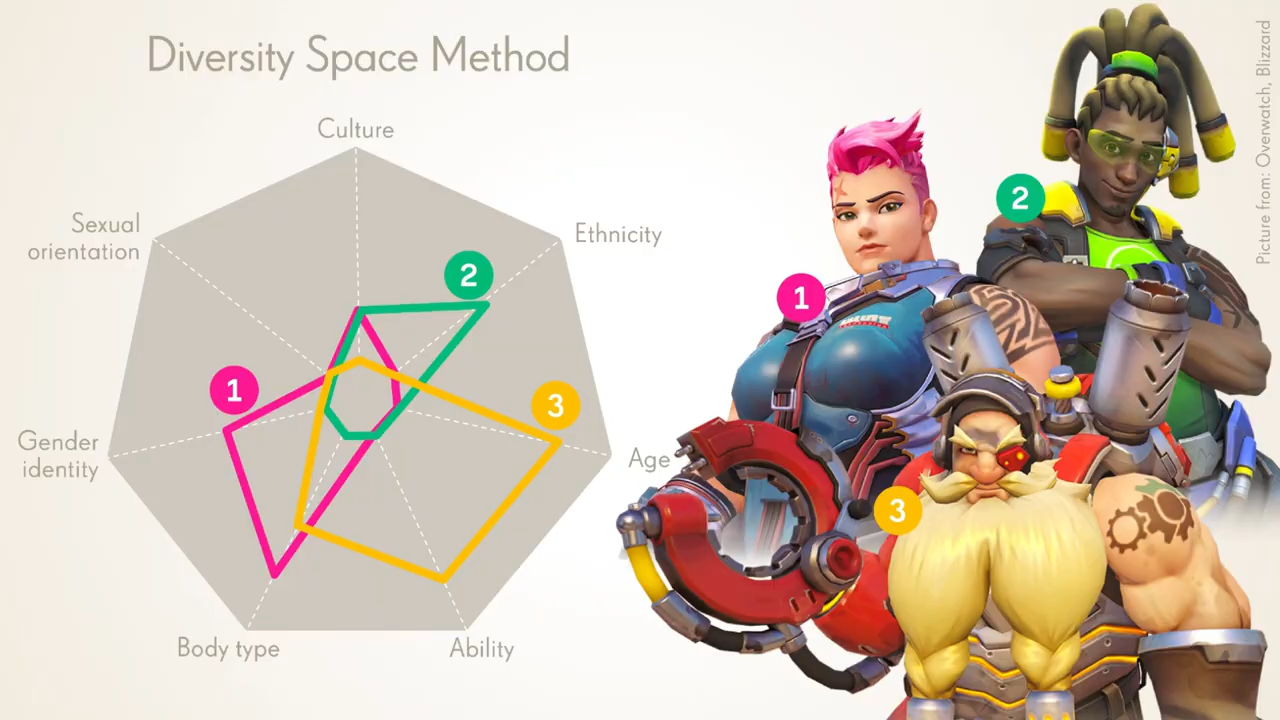 Diversity Space Method
Culture
Sexual
orientation
Ethnicity
2
1
3
Gender
identity
Age
Body type
Ability
1
2
3
Picture from: Overwatch, Blizzard